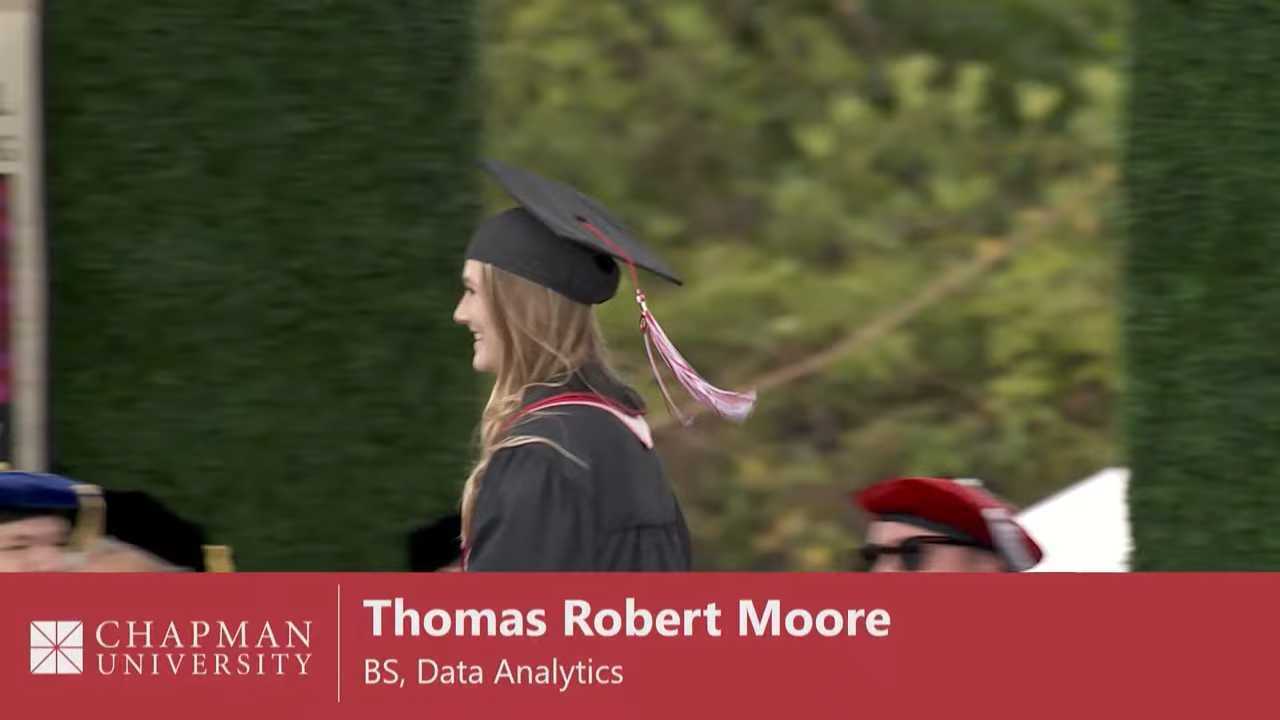 CHAPMAN
UNIVERSITY
Thomas Robert Moore
BS, Data Analytics